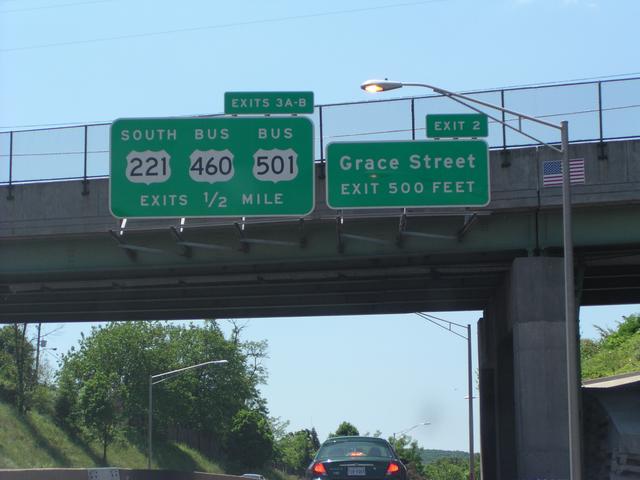 EXITS 3A-B
SOUTH BUS BUS
221 460 501
EXITS 1/2 MILE
EXIT 2
Grace Street
EXIT 500 FEET